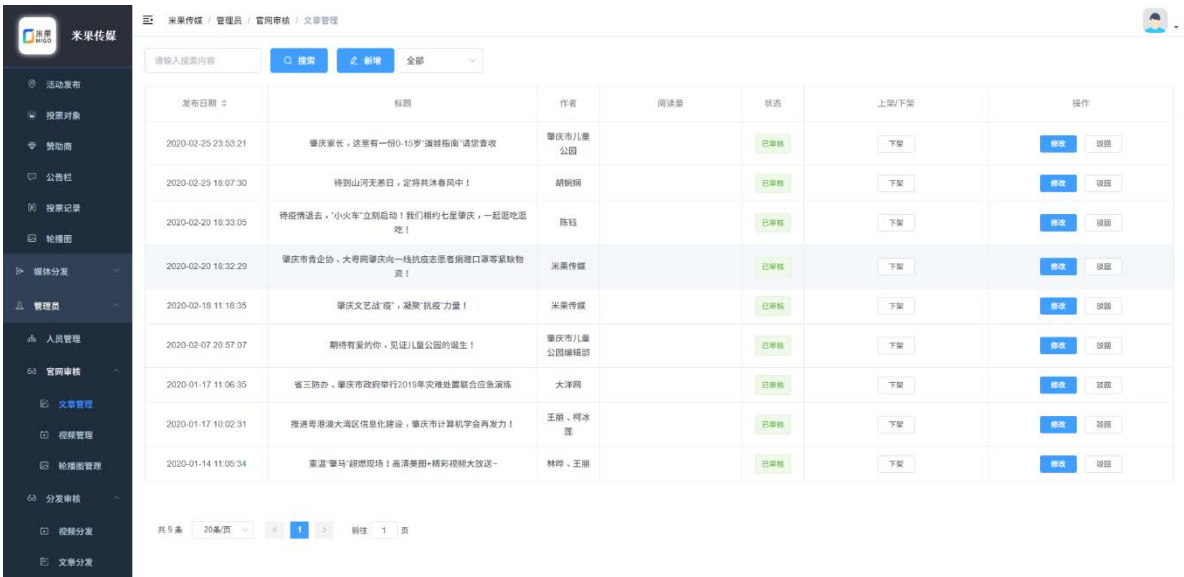 米果 MIGO
米果传媒
米果传媒 / 管理员 / 官网审核 / 文章管理
活动发布
投票对象
赞助商
公告栏
投票记录
轮播图
媒体分发
管理员
人员管理
官网审核
文章管理
视频管理
轮播图管理
分发审核
视频分发
文章分发
请输入搜索内容 搜索 新增 全部
发布日期 标题 作者 阅读量 状态 上架/下架 操作
2020-02-25 23:53:21 肇庆家长，这里有一份0-15岁“遛娃指南”请您查收 肇庆市儿童
公园 已审核 下架 修改 驳回
2020-02-25 18:07:30 待到山河无恙日，定将共沐春风中！ 胡婉娴 已审核 下架 修改 驳回
2020-02-20 18:33:05 待疫情退去，“小火车”立刻启动！我们相约七星肇庆，一起逛吃逛
吃！ 陈钰 已审核 下架 修改 驳回
2020-02-20 18:32:29 肇庆市青企协、大粤网肇庆向一线抗疫志愿者捐赠口罩等紧缺物
资！ 米果传媒 已审核 下架 修改 驳回
2020-02-18 11:18:35 肇庆文艺战“疫”，凝聚“抗疫”力量！ 米果传媒 已审核 下架 修改 驳回
2020-02-07 20:57:07 期待有爱的你，见证儿童公园的诞生！ 肇庆市儿童
公园编辑部 已审核 下架 修改 驳回
2020-01-17 11:06:35 省三防办、肇庆市政府举行2019年灾难处置联合应急演练 大洋网 已审核 下架 修改 驳回
2020-01-17 10:02:31 推进粤港澳大湾区信息化建设，肇庆市计算机学会再发力！ 王丽、柯冰
莲 已审核 下架 修改 驳回
2020-01-14 11:05:34 重温“肇马”超燃现场！高清美图+精彩视频大放送~ 林晔、王丽 已审核 下架 修改 驳回
共 9 条 20条/页 1 前往 1 页